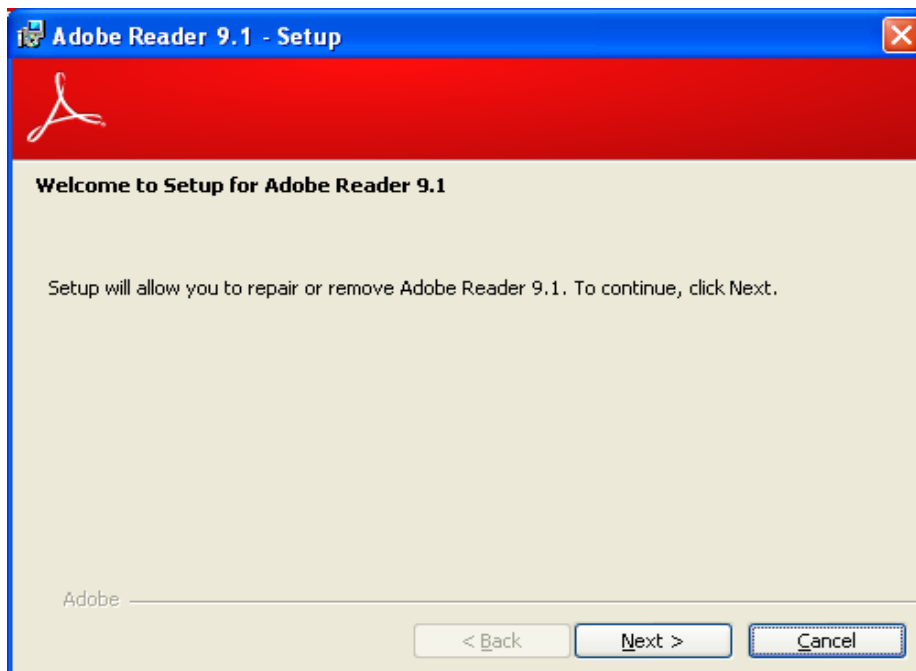 Adobe Reader 9.1 - Setup
Welcome to Setup for Adobe Reader 9.1
Setup will allow you to repair or remove Adobe Reader 9.1. To continue, click Next.
Adobe
< Back Next > Cancel